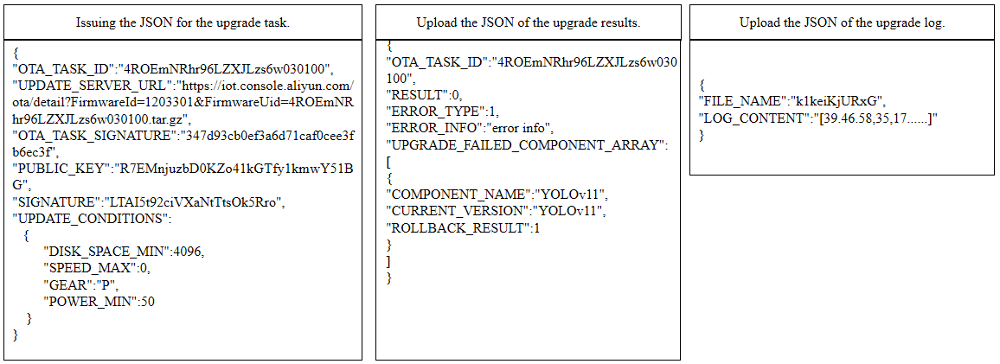 Issuing the JSON for the upgrade task.
{
"OTA_TASK_ID":"4ROEmNRhr96LZXJLzs6w030100",
"UPDATE_SERVER_URL":"https://iot.console.aliyun.com/
ota/detail?FirmwareId=1203301&FirmwareUid=4ROEmNR
hr96LZXJLzs6w030100.tar.gz",
"OTA_TASK_SIGNATURE":"347d93cb0ef3a6d71caf0cee3f
b6ec3f",
"PUBLIC_KEY":"R7EMnjuzbD0KZo41kGTfy1kmwY51B
G",
"SIGNATURE":"LTAI5t92ciVXaNtTtsOk5Rro",
"UPDATE_CONDITIONS":
{
"DISK_SPACE_MIN":4096,
"SPEED_MAX":0,
"GEAR":"P",
"POWER_MIN":50
}
}
Upload the JSON of the upgrade results.
{
"OTA_TASK_ID":"4ROEmNRhr96LZXJLzs6w030
100",
"RESULT":0,
"ERROR_TYPE":1,
"ERROR_INFO":"error info",
"UPGRADE_FAILED_COMPONENT_ARRAY":
[
{
"COMPONENT_NAME":"YOLOv11",
"CURRENT_VERSION":"YOLOv11",
"ROLLBACK_RESULT":1
}
]
}
Upload the JSON of the upgrade log.
{
"FILE_NAME":"k1keiKjURxG",
"LOG_CONTENT":"[39.46.58,35,17......]"
}